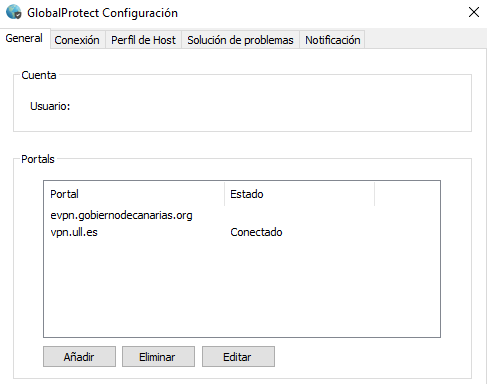 GlobalProtect Configuración
General Conexión Perfil de Host Solución de problemas Notificación
Cuenta
Usuario:
Portals
Portal Estado
evpn.gobiernodecanarias.org
vpn.ull.es Conectado
Añadir Eliminar Editar